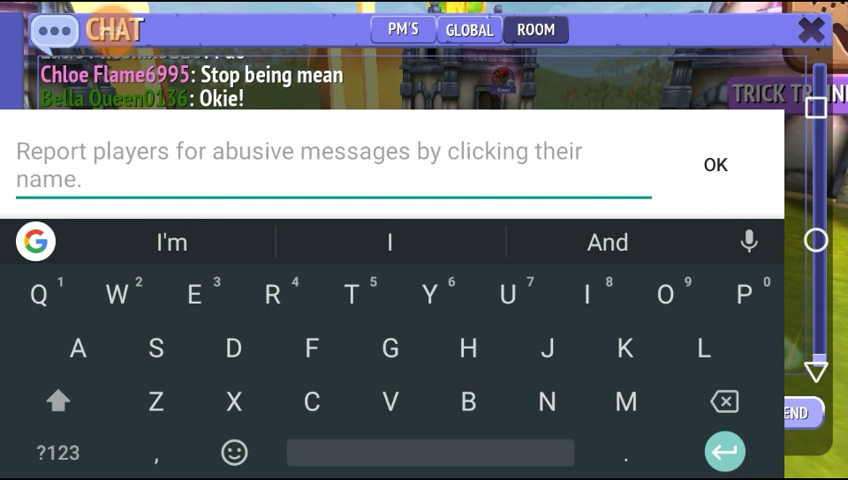 CHAT
PM'S GLOBAL ROOM
Chloe Flame6995: Stop being mean
Bella Queen0136: Okie!
TRICK TR
Report players for abusive messages by clicking their
name.
OK
G I'm I And
Q 1 W 2 E 3 R 4 T 5 Y 6 U 7 I 8 O 9 P 0
A S D F G H J K L
Z X C V B N M
END
?123 , .